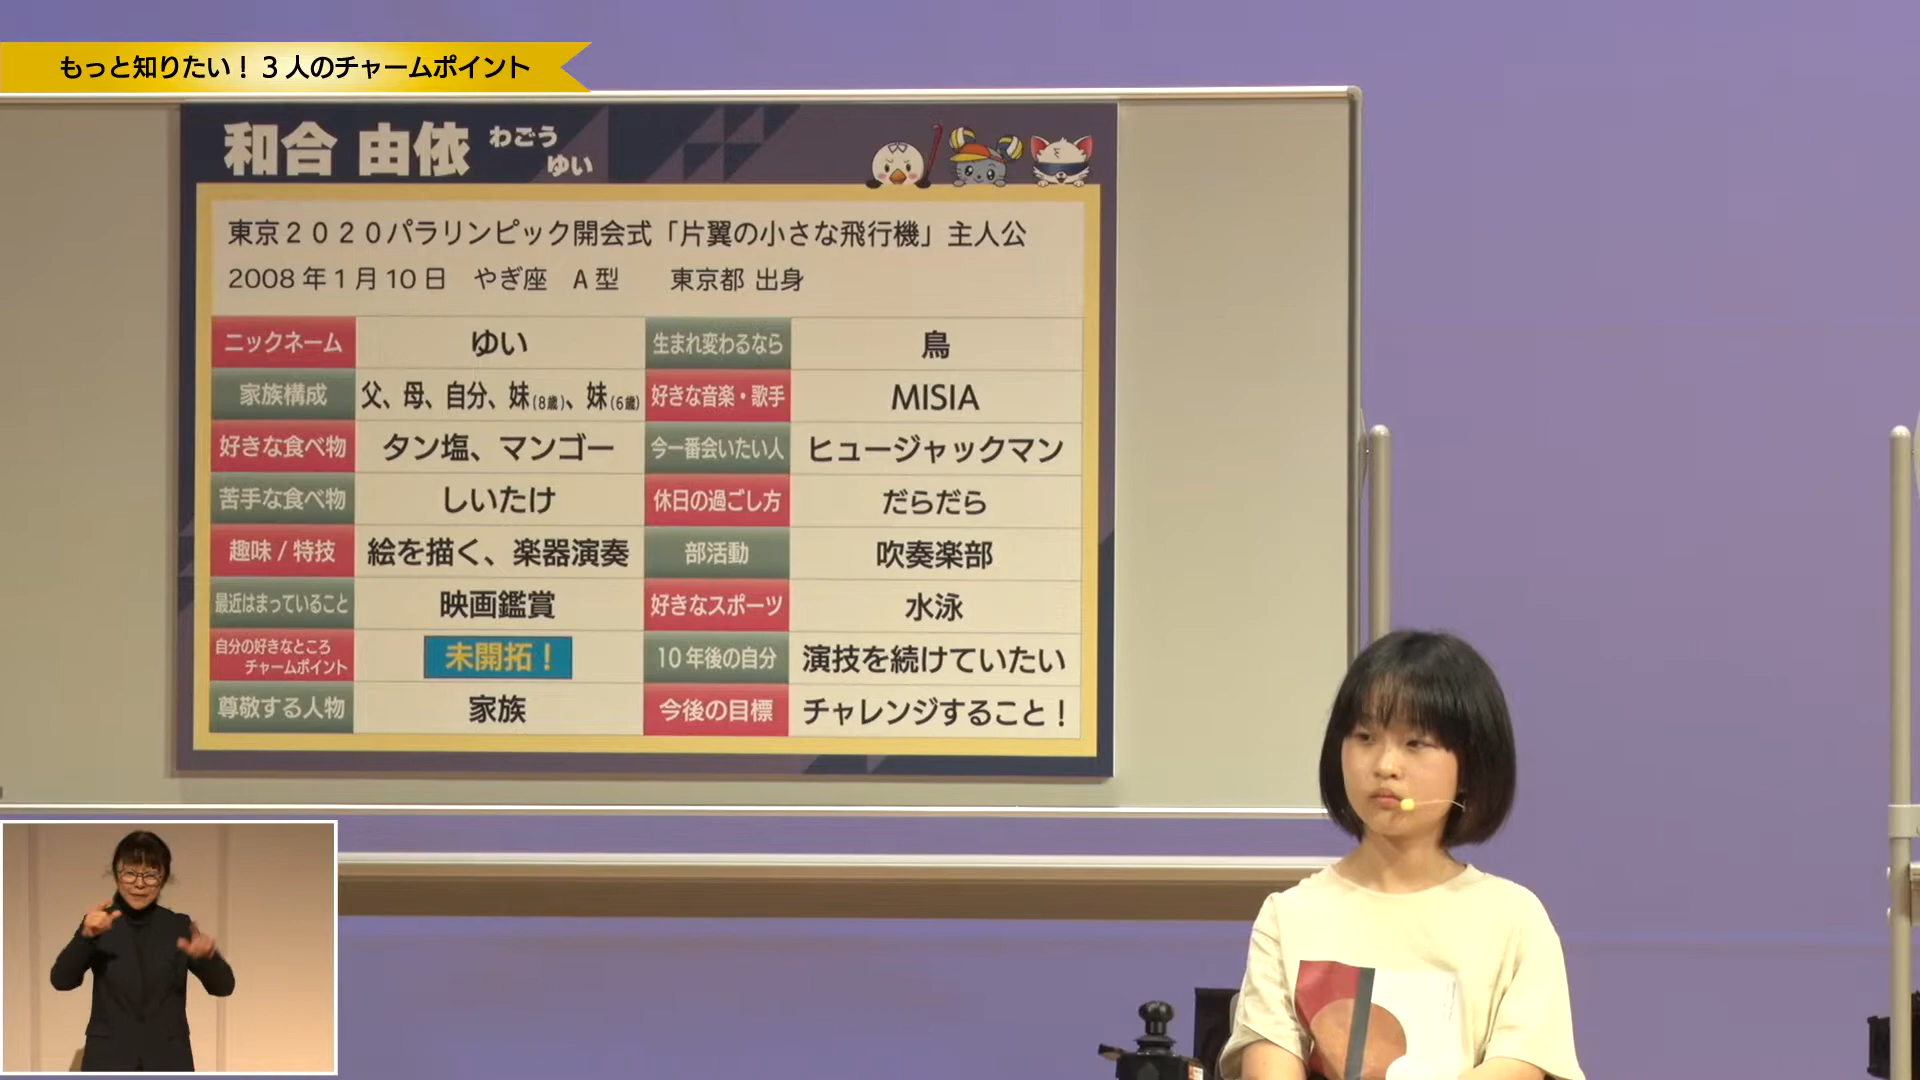 もっと知りたい！３人のチャームポイント
和合 由依 わごう ゆい
東京２０２０パラリンピック開会式「片翼の小さな飛行機」主人公
2008年1月10日 やぎ座 A型 東京都 出身
ニックネーム ゆい 生まれ変わるなら 鳥
家族構成 父、母、自分、妹(8歳)、妹(6歳) 好きな音楽・歌手 MISIA
好きな食べ物 タン塩、マンゴー 今一番会いたい人 ヒュージャックマン
苦手な食べ物 しいたけ 休日の過ごし方 だらだら
趣味/特技 絵を描く、楽器演奏 部活動 吹奏楽部
最近はまっていること 映画鑑賞 好きなスポーツ 水泳
自分の好きなところ
チャームポイント 未開拓！ 10年後の自分 演技を続けていたい
尊敬する人物 家族 今後の目標 チャレンジすること！